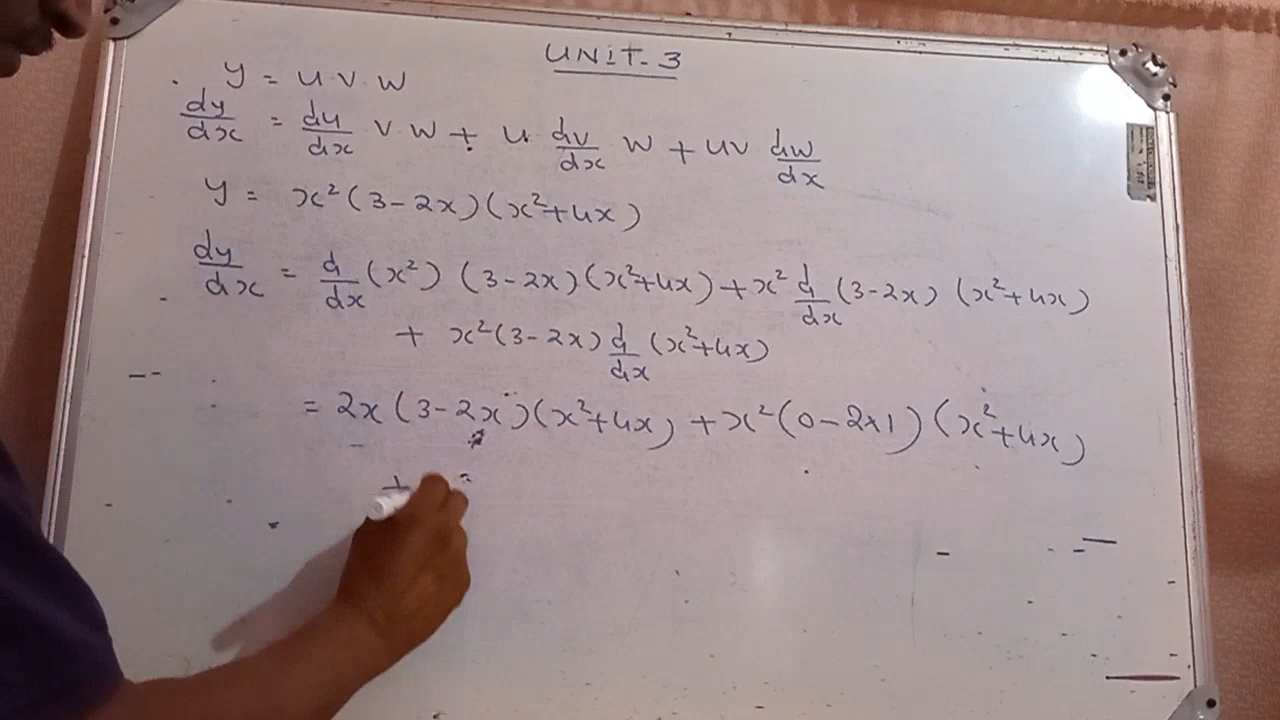 UNIT-3
y = u v w
dy/dx = du/dx v w + u dv/dx w + uv dw/dx
y = x²(3-2x)(x²+4x)
dy/dx = d/dx (x²) (3-2x)(x²+4x) + x² d/dx (3-2x) (x²+4x)
+ x²(3-2x) d/dx (x²+4x)
= 2x(3-2x)(x²+4x) + x²(0-2×1)(x²+4x)
+